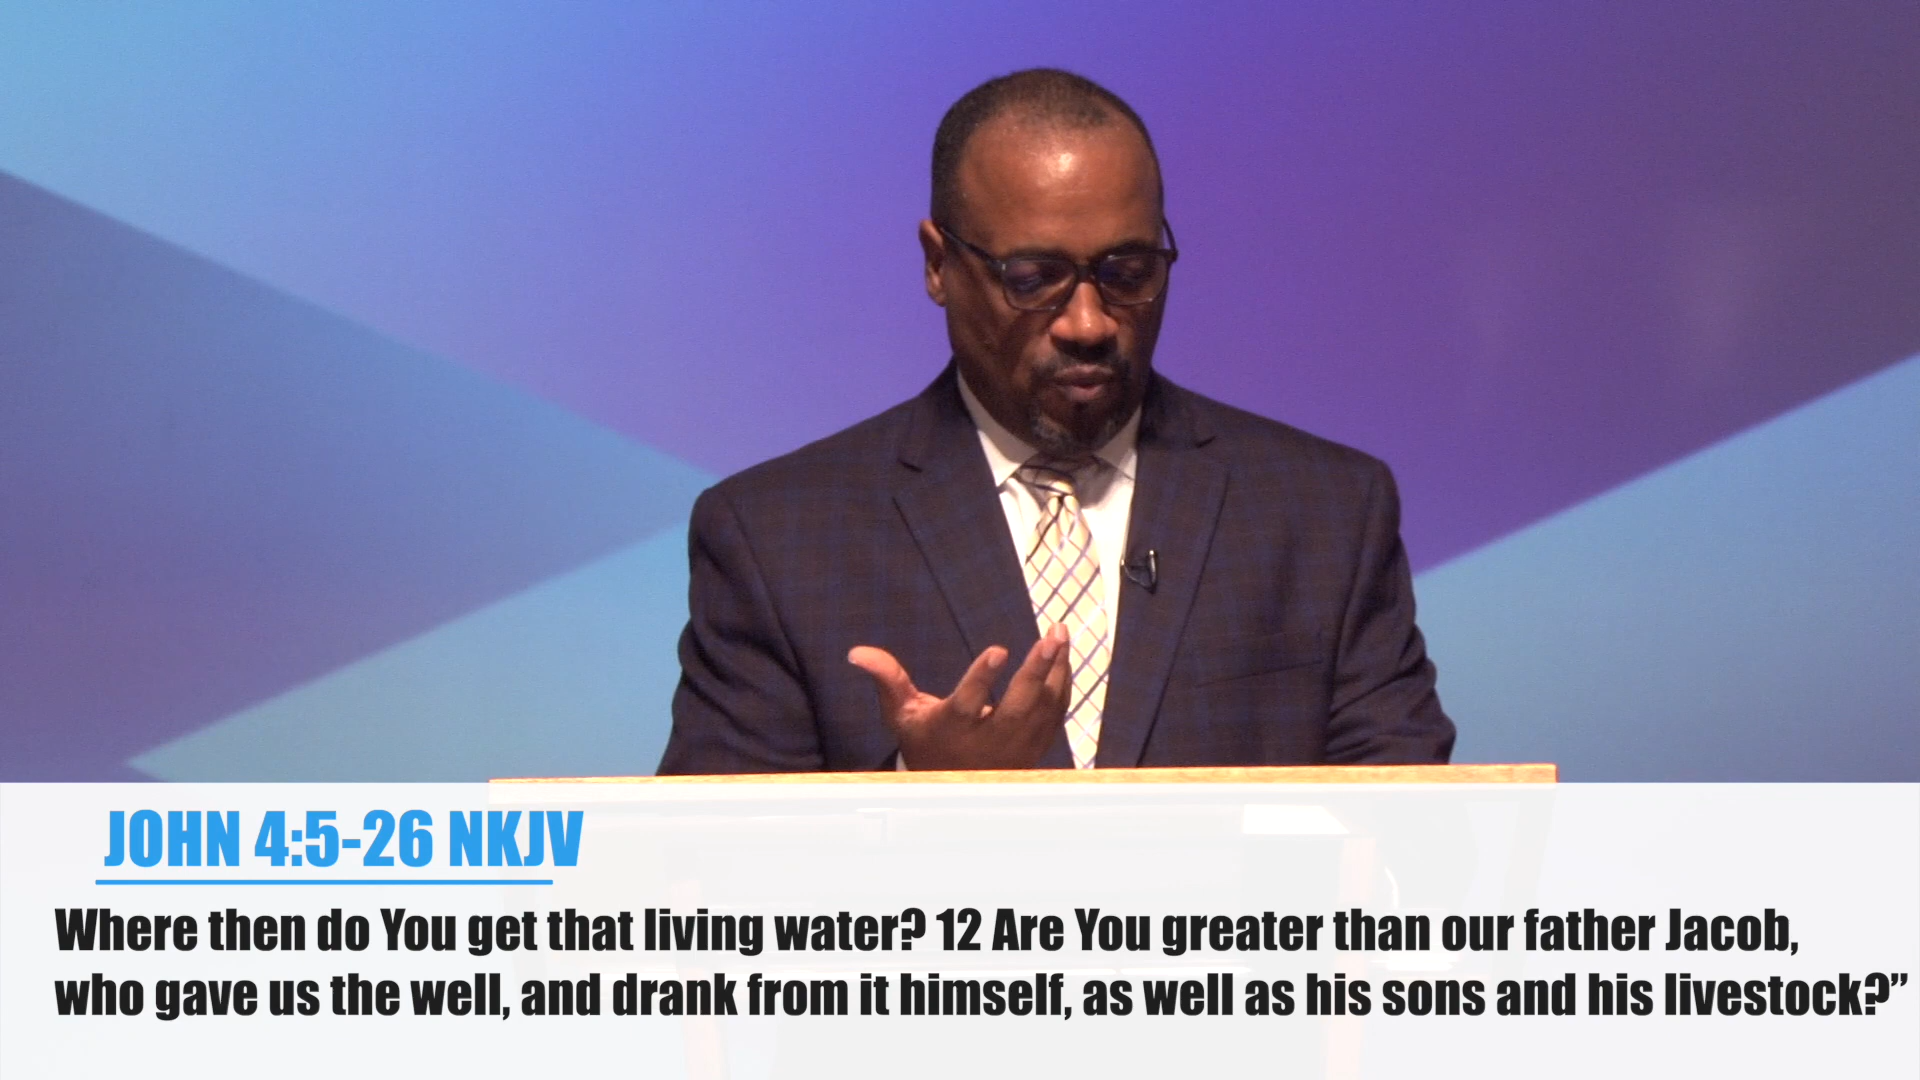 JOHN 4:5-26 NKJV
Where then do You get that living water? 12 Are You greater than our father Jacob,
who gave us the well, and drank from it himself, as well as his sons and his livestock?”